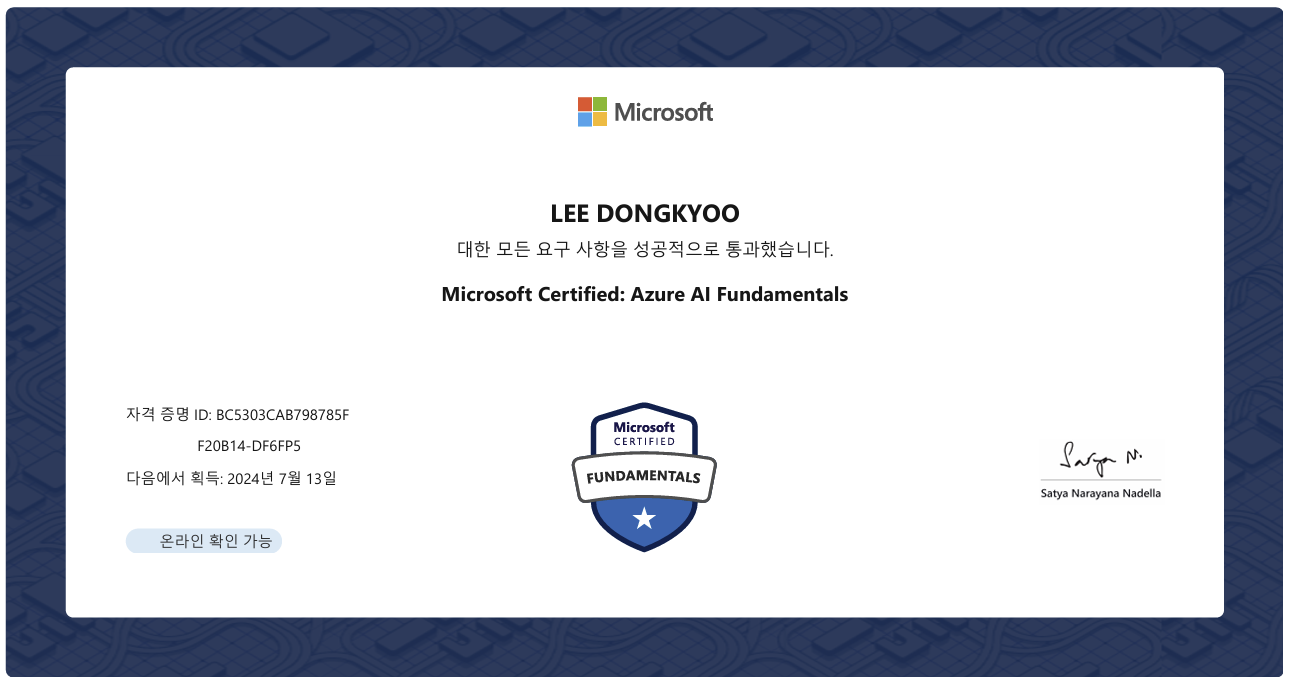 Microsoft
LEE DONGKYOO
대한 모든 요구 사항을 성공적으로 통과했습니다.
Microsoft Certified: Azure AI Fundamentals
자격 증명 ID: BC5303CAB798785F
F20B14-DF6FP5
다음에서 획득: 2024년 7월 13일
온라인 확인 가능
Microsoft
CERTIFIED
FUNDAMENTALS
Satya N.
Satya Narayana Nadella